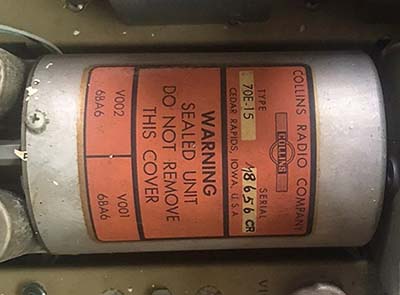 COLLINS RADIO COMPANY
COLLINS
TYPE SERIAL
70E-15 18656 CR
CEDAR RAPIDS, IOWA, U.S.A
WARNING
SEALED UNIT
DO NOT REMOVE
THIS COVER
V002 V001
6BA6 6BA6